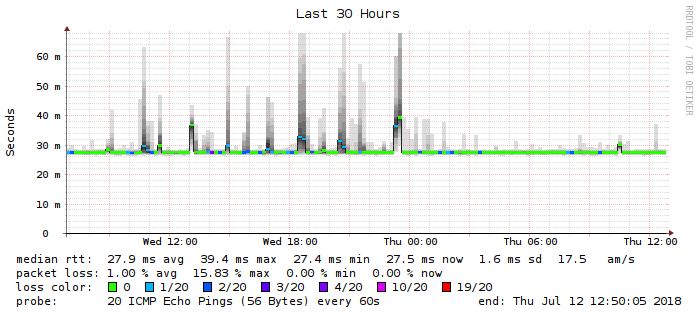 Last 30 Hours
RRDTOOL / TOBI OETIKER
Seconds
60 m
50 m
40 m
30 m
20 m
10 m
0
Wed 12:00 Wed 18:00 Thu 00:00 Thu 06:00 Thu 12:00
median rtt: 27.9 ms avg 39.4 ms max 27.4 ms min 27.5 ms now 1.6 ms sd 17.5 am/s
packet loss: 1.00 % avg 15.83 % max 0.00 % min 0.00 % now
loss color: 0 1/20 2/20 3/20 4/20 10/20 19/20
probe: 20 ICMP Echo Pings (56 Bytes) every 60s end: Thu Jul 12 12:50:05 2018